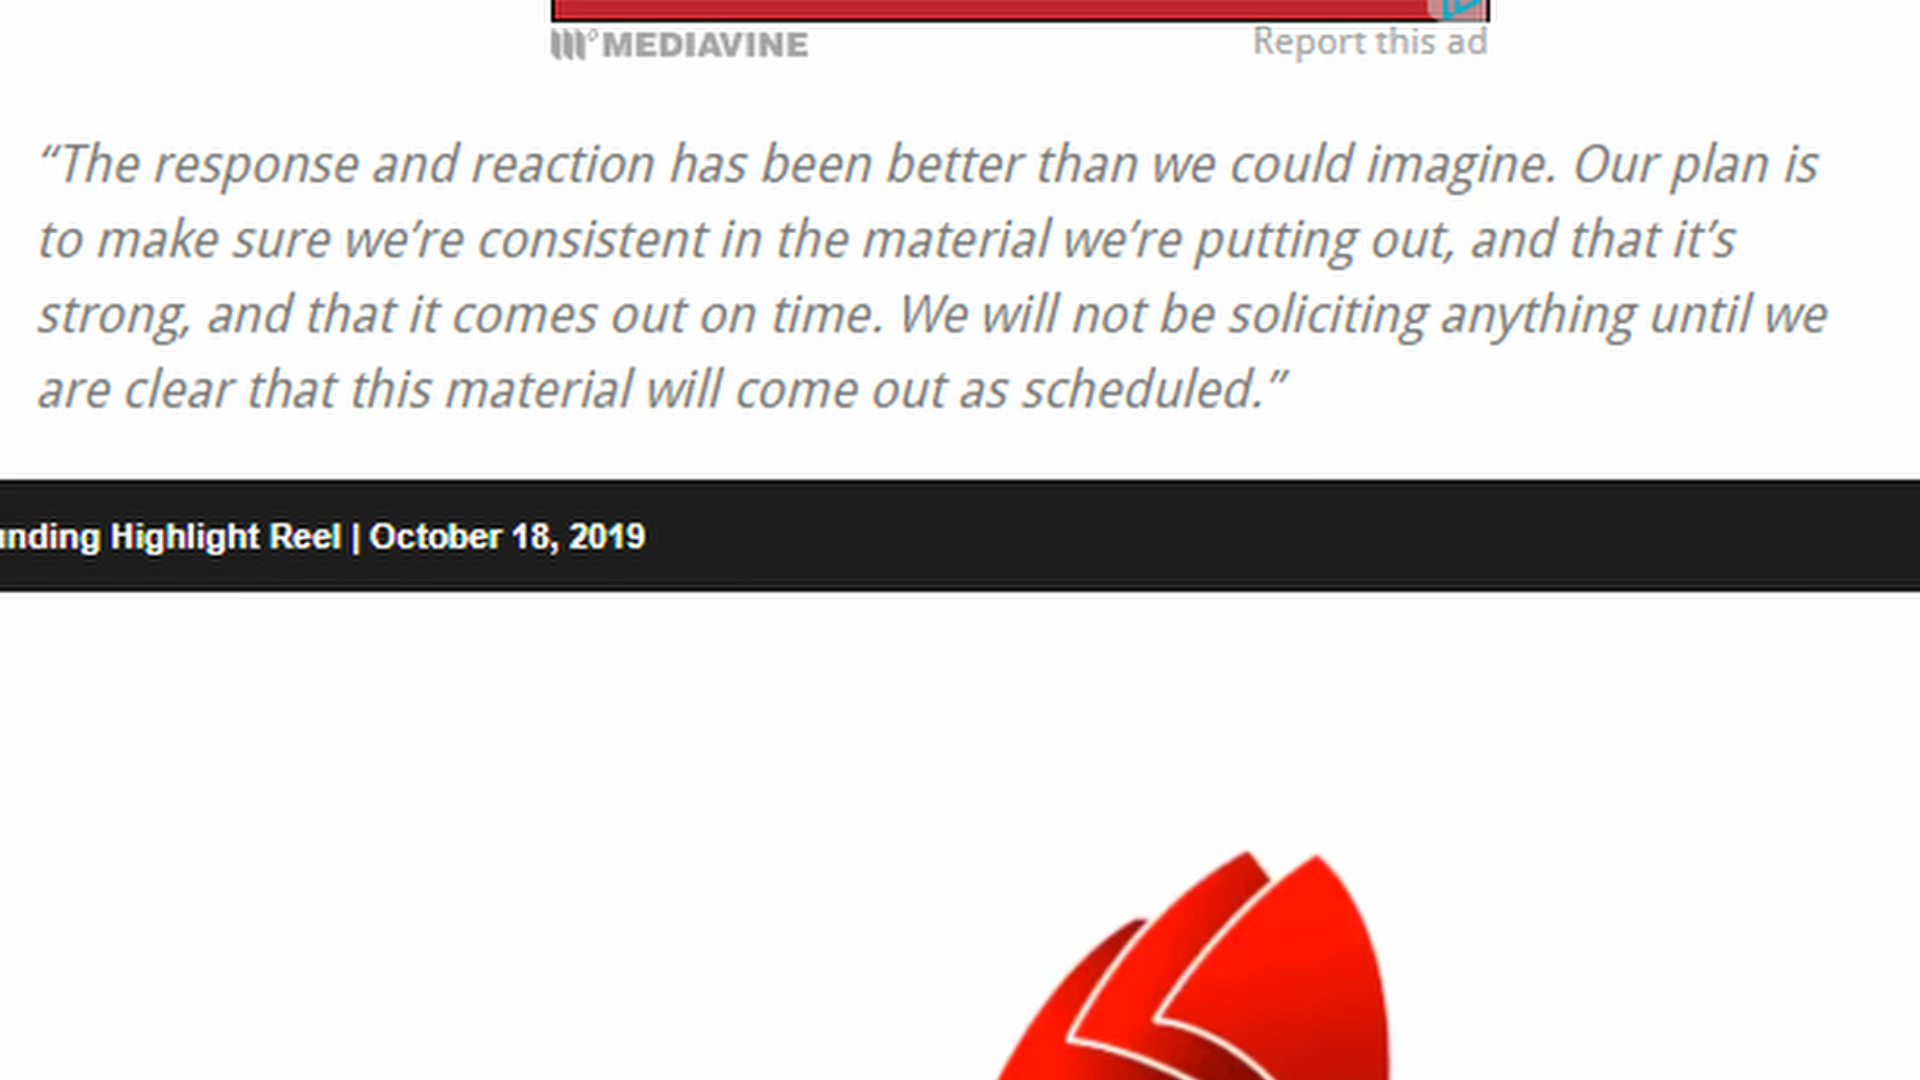 MEDIAVINE
Report this ad
“The response and reaction has been better than we could imagine. Our plan is
to make sure we’re consistent in the material we’re putting out, and that it’s
strong, and that it comes out on time. We will not be soliciting anything until we
are clear that this material will come out as scheduled.”
unding Highlight Reel | October 18, 2019